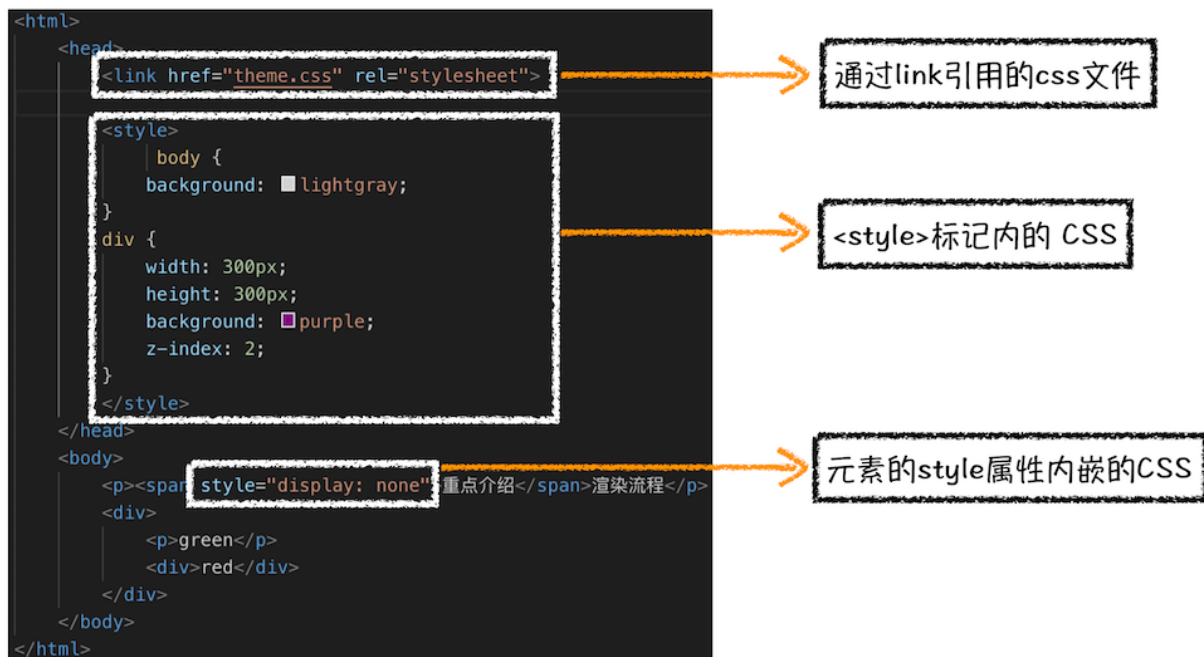 <html>
<head>
<link href="theme.css" rel="stylesheet">
通过link引用的css文件
<style>
body {
background: lightgray;
}
<style>标记内的 CSS
div {
width: 300px;
height: 300px;
background: purple;
z-index: 2;
}
</style>
</head>
<body>
元素的style属性内嵌的CSS
<p><span style="display: none" 重点介绍</span>渲染流程</p>
<div>
<p>green</p>
<div>red</div>
</div>
</body>
</html>